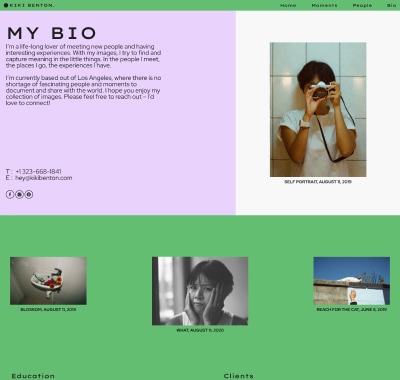 KIKI BENTON.
Home Moments People Bio
MY BIO
I'm a life-long lover of meeting new people and having
interesting experiences. With my images, I try to find and
capture meaning in the little things. In the people I meet,
the places I go, the experiences I have.
I'm currently based out of Los Angeles, where there is no
shortage of fascinating people and moments to
document and share with the world. I hope you enjoy my
collection of images. Please feel free to reach out – I'd
love to connect!
T : +1 323-668-1841
E : hey@kikibenton.com
SELF PORTRAIT, AUGUST 11, 2019
BLOSSOM, AUGUST 11, 2019
WHAT, AUGUST 11, 2020
REACH FOR THE CAT, JUNE 8, 2019
Education
Clients